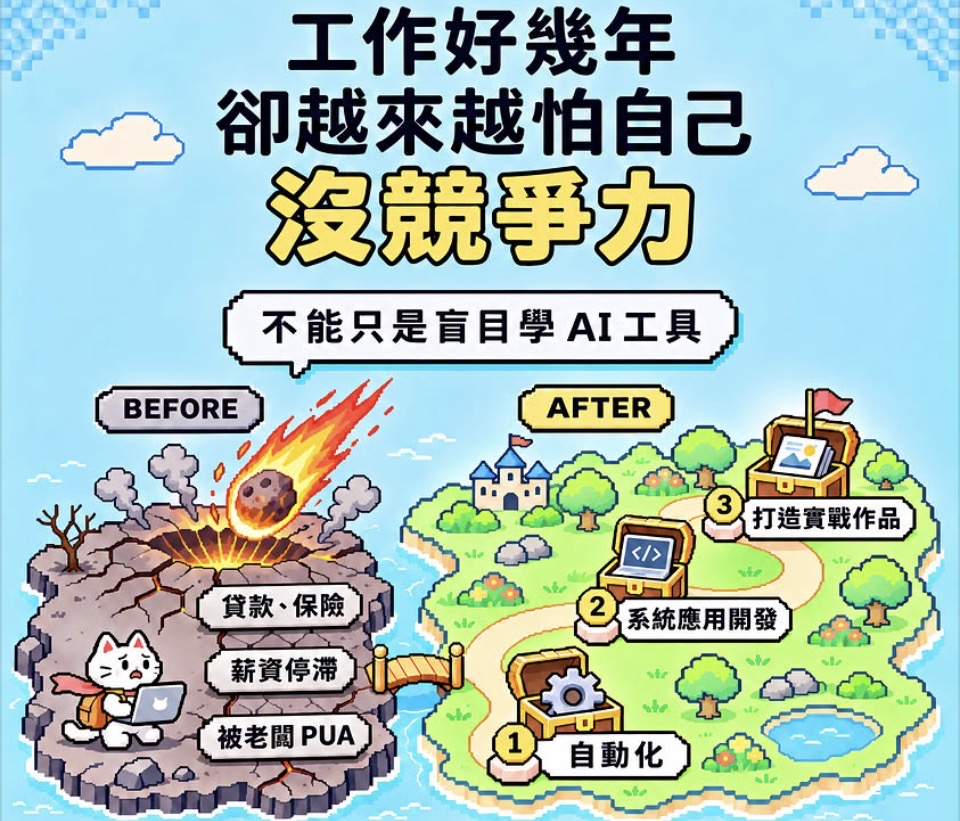 工作好幾年
卻越來越怕自己
沒競爭力
不能只是盲目學 AI 工具
BEFORE
貸款、保險
薪資停滯
被老闆 PUA
AFTER
3 打造實戰作品
</>
2 系統應用開發
1 自動化